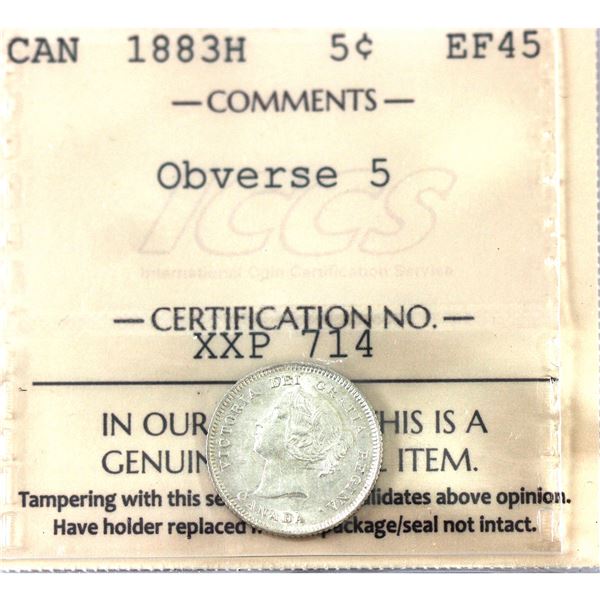 CAN 1883H 5¢ EF45
— COMMENTS —
Obverse 5
ICCS
International Coin Certification Service
— CERTIFICATION NO. —
XXP 714
VICTORIA DEI GRATIA REGINA
CANADA
IN OUR THIS IS A
GENUIN ITEM.
Tampering with this se lidates above opinion.
Have holder replaced package/seal not intact.